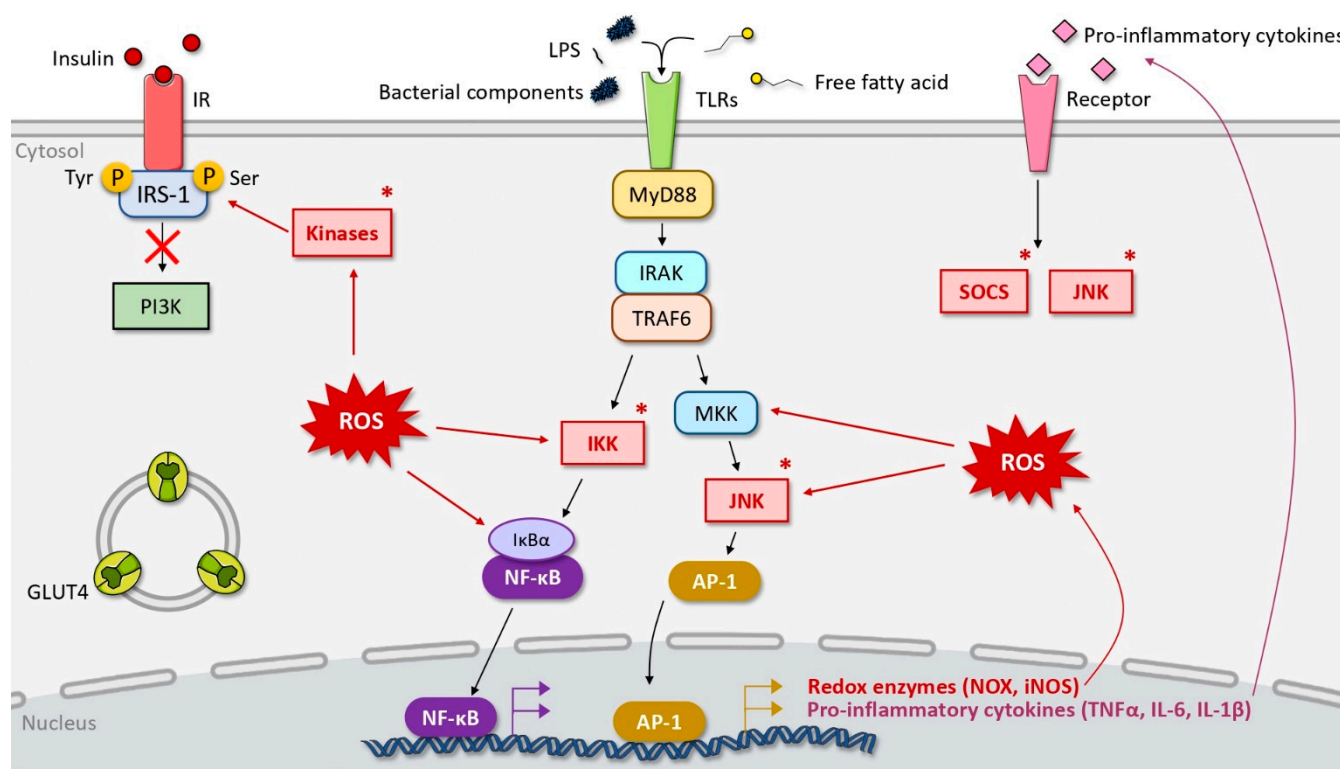 Insulin
IR
LPS
Bacterial components
TLRs
Free fatty acid
Pro-inflammatory cytokines
Receptor
Cytosol
Tyr
P
P
Ser
IRS-1
*
Kinases
PI3K
MyD88
IRAK
TRAF6
*
SOCS
*
JNK
ROS
*
IKK
MKK
*
JNK
ROS
IκBα
NF-κB
AP-1
GLUT4
Nucleus
NF-κB
AP-1
Redox enzymes (NOX, iNOS)
Pro-inflammatory cytokines (TNFα, IL-6, IL-1β)